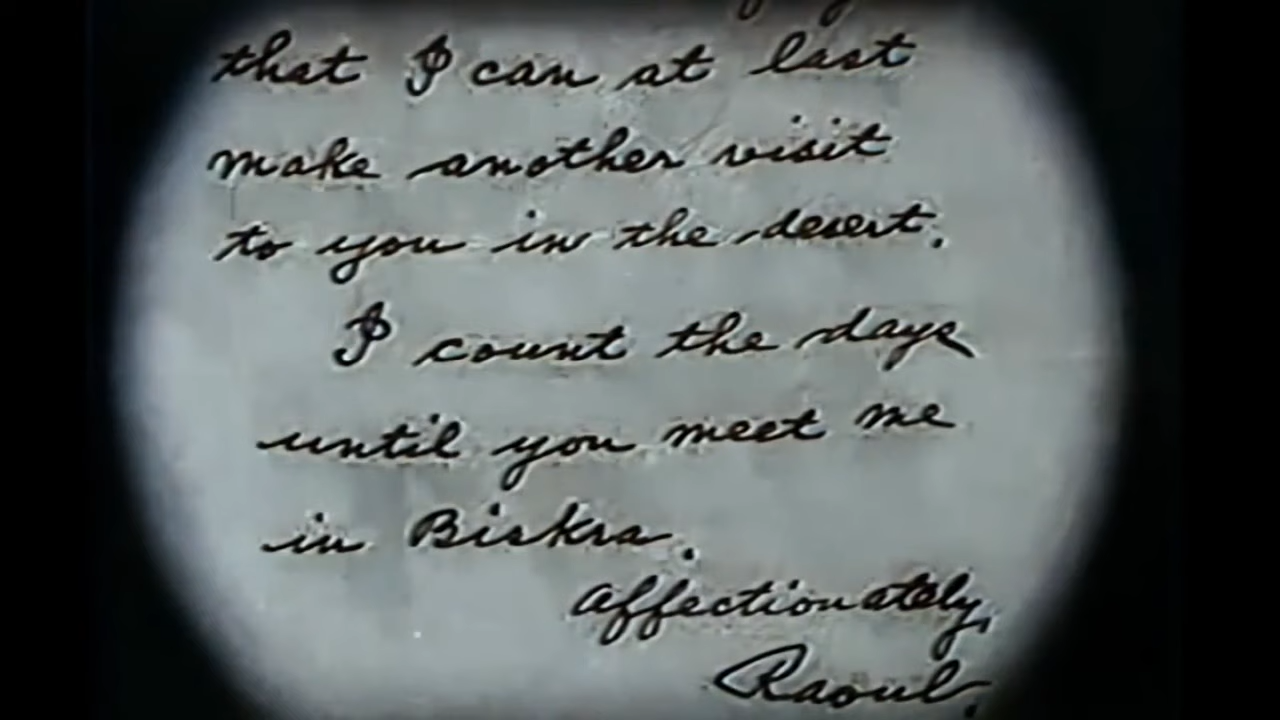 that I can at last
make another visit
to you in the desert.
I count the days
until you meet me
in Biskra.
Affectionately,
Raoul.